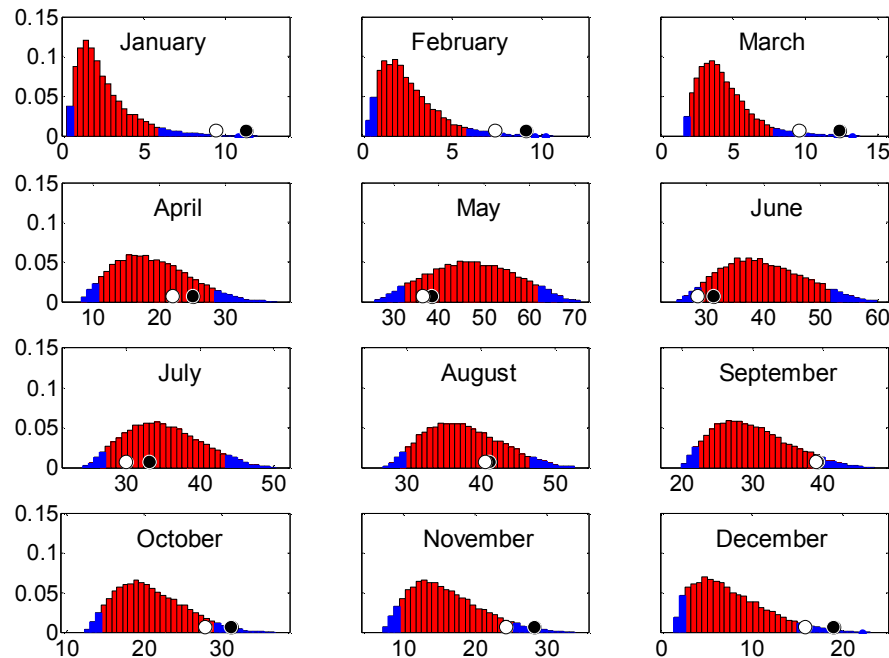 0.15
0.1
0.05
0
January
0 5 10
February
0 5 10
March
0 5 10 15
0.15
0.1
0.05
0
April
10 20 30
May
30 40 50 60 70
June
30 40 50 60
0.15
0.1
0.05
0
July
30 40 50
August
30 40 50
September
20 30 40
0.15
0.1
0.05
0
October
10 20 30
November
10 20 30
December
0 10 20